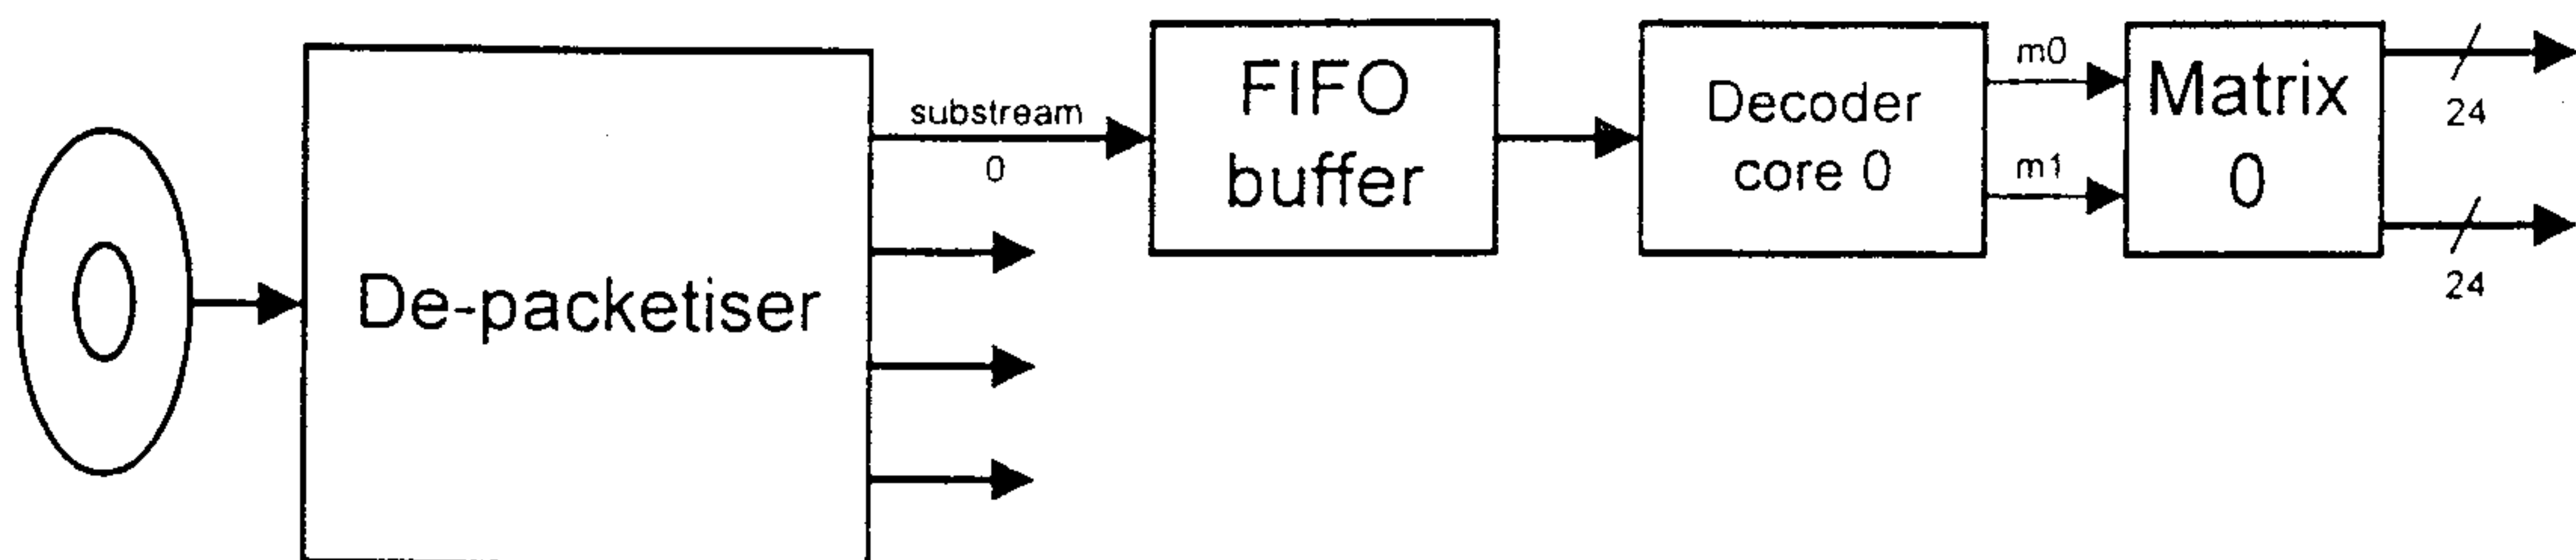 De-packetiser
substream
0
FIFO
buffer
Decoder
core 0
m0
m1
Matrix
0
24
24